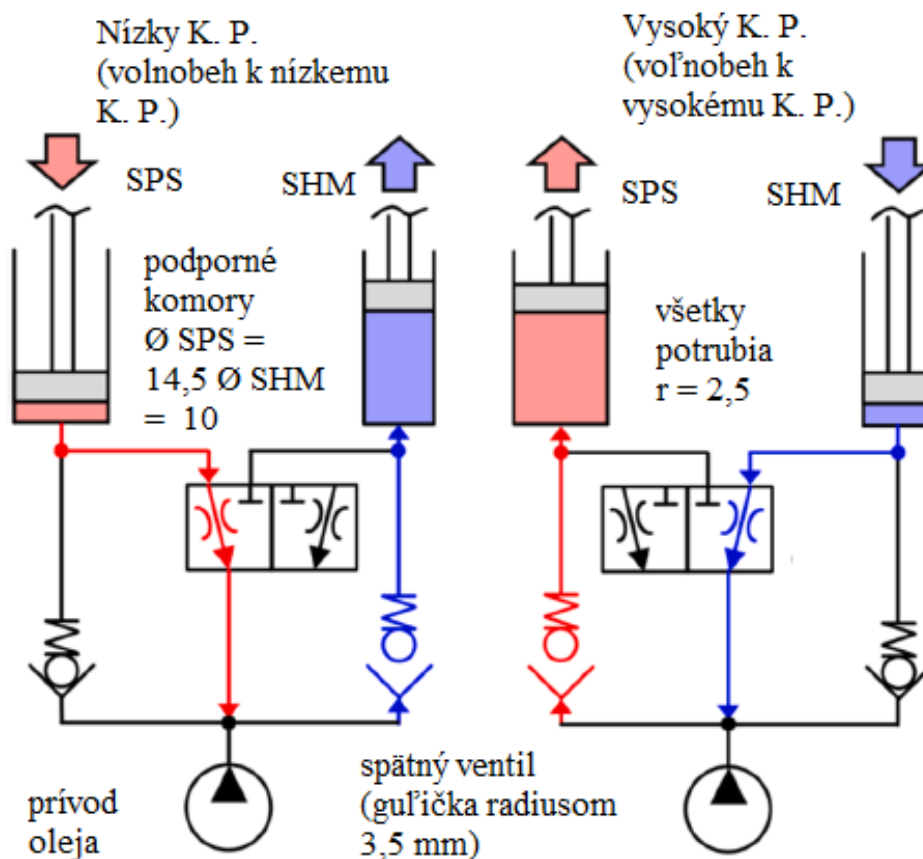 Nízky K. P.
(volnobeh k nízkemu
K. P.)
SPS
SHM
podporné
komory
Ø SPS =
14,5 Ø SHM
= 10
prívod
oleja
spätný ventil
(guľička radiusom
3,5 mm)
Vysoký K. P.
(voľnobeh k
vysokému K. P.)
SPS
SHM
všetky
potrubia
r = 2,5